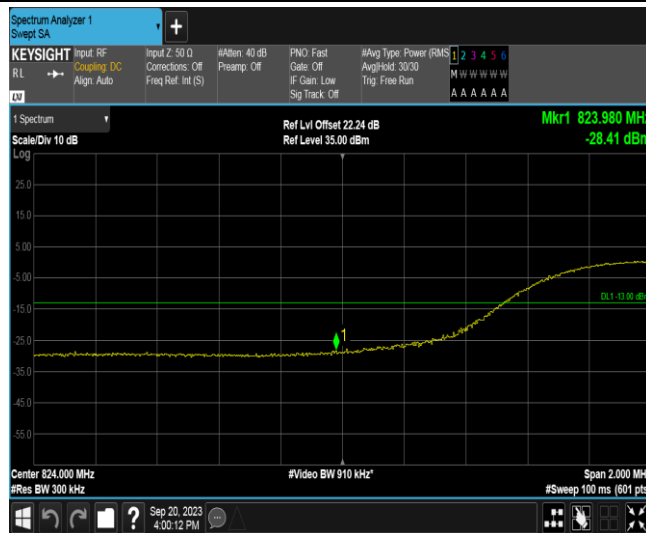 Spectrum Analyzer 1
Swept SA
+
KEYSIGHT
RL
Input: RF
Coupling: DC
Align: Auto
Input Z: 50 Ω
Corrections: Off
Freq Ref: Int (S)
#Atten: 40 dB
Preamp: Off
PNO: Fast
Gate: Off
IF Gain: Low
Sig Track: Off
#Avg Type: Power (RMS
Avg|Hold: 30/30
Trig: Free Run
1 2 3 4 5 6
M W W W W W
A A A A A A
1 Spectrum
Scale/Div 10 dB
Ref Lvl Offset 22.24 dB
Ref Level 35.00 dBm
Mkr1 823.980 MHz
-28.41 dBm
Log
25.0
15.0
5.00
-5.00
DL1 -13.00 dBm
-15.0
1
-25.0
-35.0
-45.0
-55.0
Center 824.000 MHz
#Video BW 910 kHz*
Span 2.000 MH
#Res BW 300 kHz
#Sweep 100 ms (601 pts
?
Sep 20, 2023
4:00:12 PM